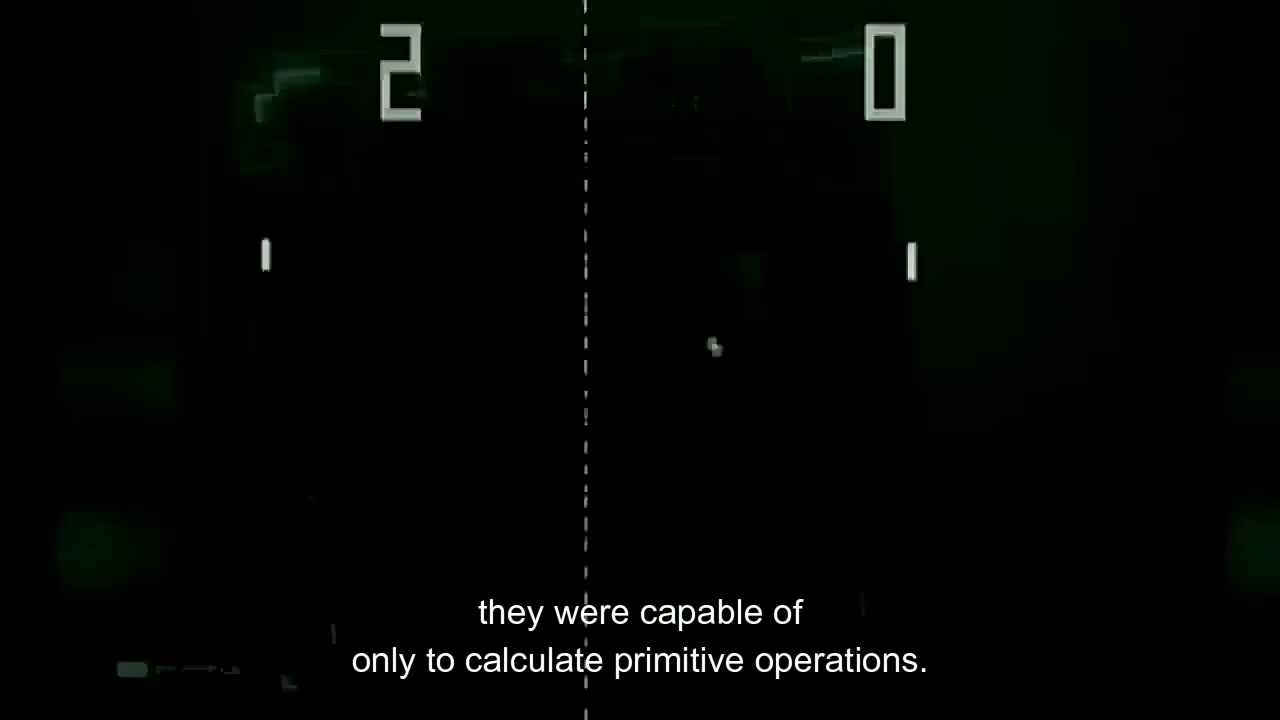 2 0
they were capable of
only to calculate primitive operations.